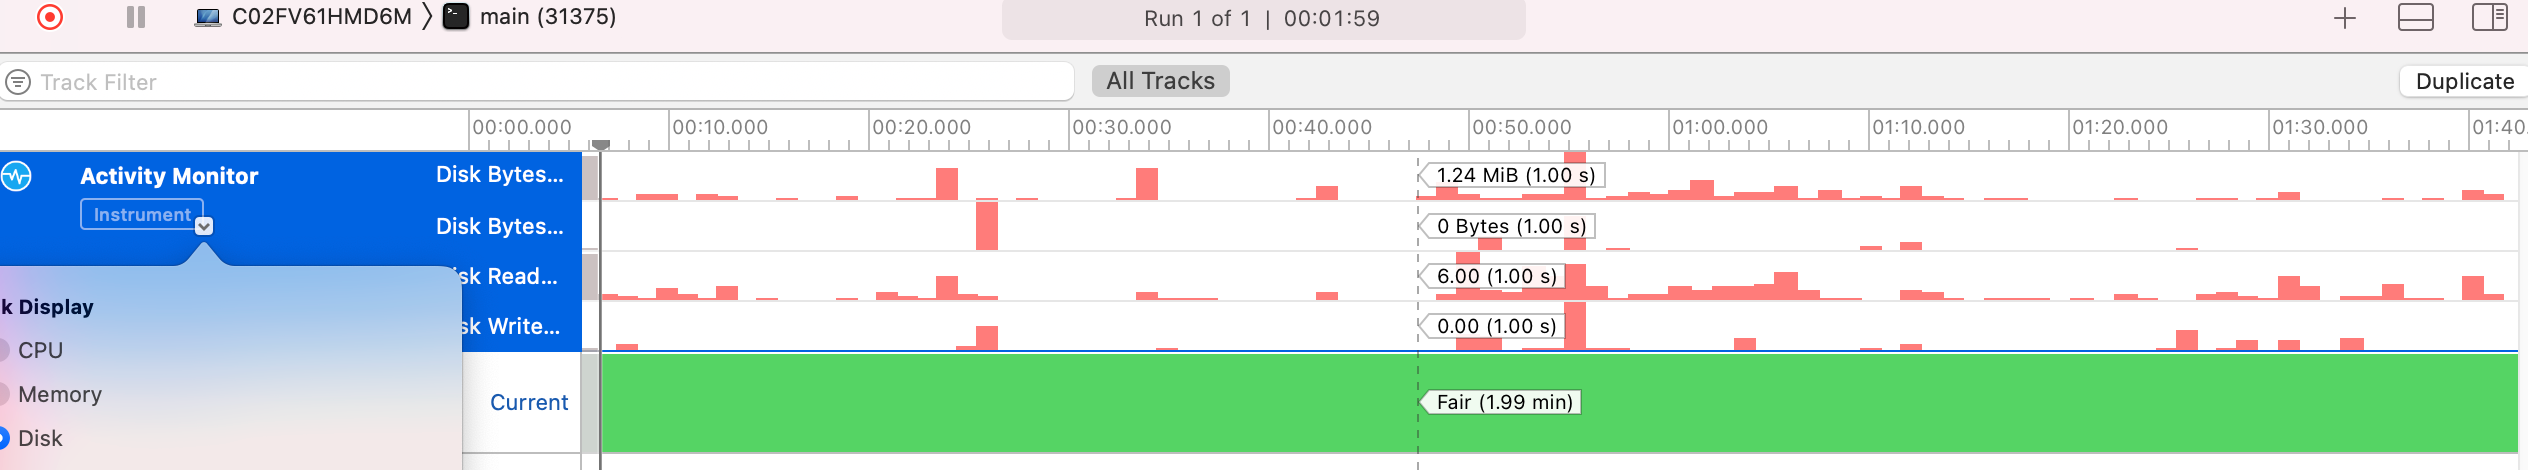 C02FV61HMD6M 〉 main (31375)
Run 1 of 1 | 00:01:59
Track Filter
All Tracks
Duplicate
00:00.000 00:10.000 00:20.000 00:30.000 00:40.000 00:50.000 01:00.000 01:10.000 01:20.000 01:30.000 01:40.
Activity Monitor
Instrument
Disk Bytes...
1.24 MiB (1.00 s)
Disk Bytes...
0 Bytes (1.00 s)
isk Read...
6.00 (1.00 s)
sk Write...
0.00 (1.00 s)
k Display
CPU
Memory
Disk
Current
Fair (1.99 min)